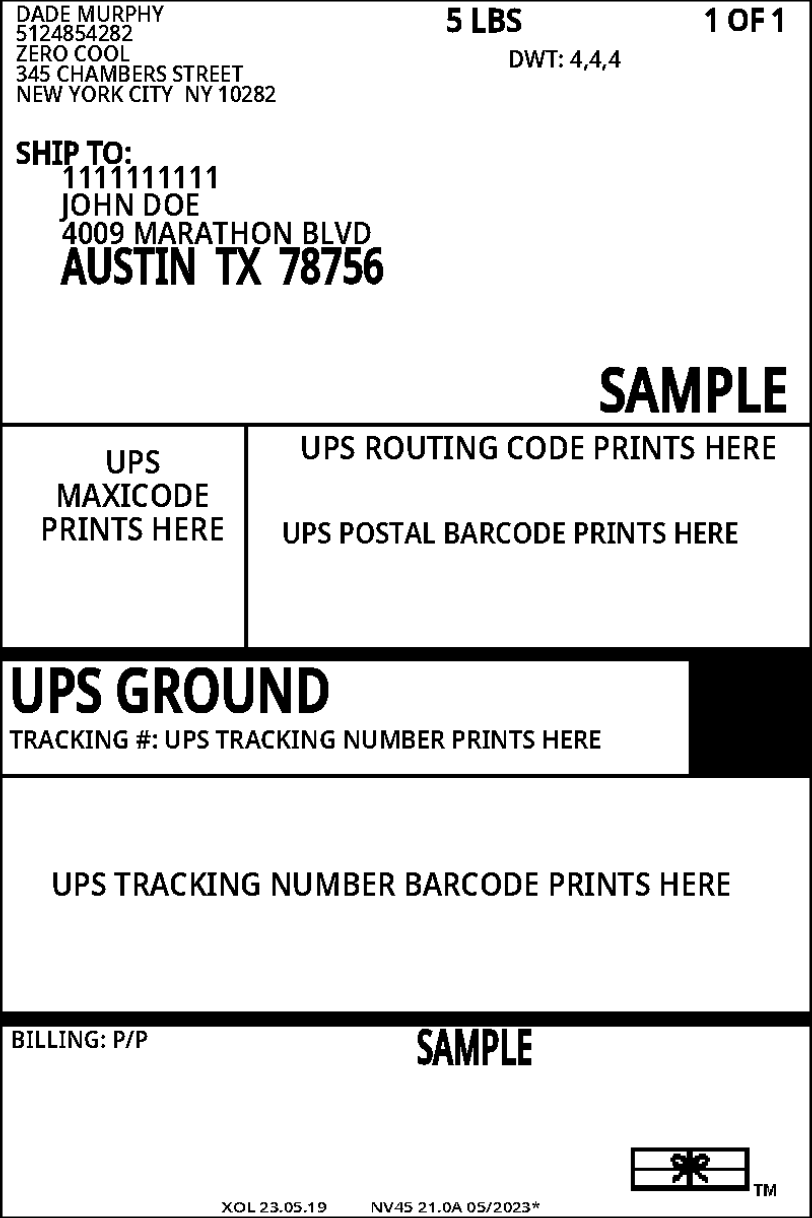 DADE MURPHY
5124854282
ZERO COOL
345 CHAMBERS STREET
NEW YORK CITY  NY 10282
5 LBS
1 OF 1
DWT: 4,4,4
SHIP TO:
1111111111
JOHN DOE
4009 MARATHON BLVD
AUSTIN  TX  78756
SAMPLE
UPS
MAXICODE
PRINTS HERE
UPS ROUTING CODE PRINTS HERE
UPS POSTAL BARCODE PRINTS HERE
UPS GROUND
TRACKING #: UPS TRACKING NUMBER PRINTS HERE
UPS TRACKING NUMBER BARCODE PRINTS HERE
BILLING: P/P
SAMPLE
TM
XOL 23.05.19
NV45 21.0A 05/2023*